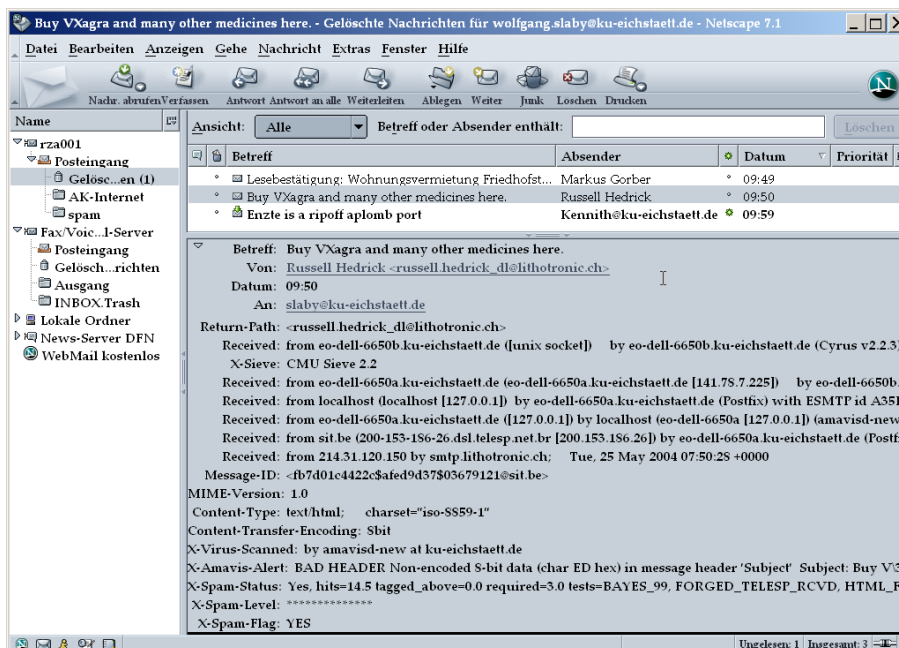 Buy VXagra and many other medicines here. - Gelöschte Nachrichten für wolfgang.slaby@ku-eichstaett.de - Netscape 7.1
Datei Bearbeiten Anzeigen Gehe Nachricht Extras Fenster Hilfe
Nachr. abrufen Verfassen Antwort Antwort an alle Weiterleiten Ablegen Weiter Junk Löschen Drucken
N
Name
rza001
Posteingang
Gelösc...en (1)
AK-Internet
spam
Fax/Voic...l-Server
Posteingang
Gelösch...richten
Ausgang
INBOX.Trash
Lokale Ordner
News-Server DFN
WebMail kostenlos
Ansicht: Alle Betreff oder Absender enthält: Löschen
Betreff Absender Datum Priorität
Lesebestätigung: Wohnungsvermietung Friedhofst... Markus Gorber 09:49
Buy VXagra and many other medicines here. Russell Hedrick 09:50
Enzte is a ripoff aplomb port Kennith@ku-eichstaett.de 09:59
Betreff: Buy VXagra and many other medicines here.
Von: Russell Hedrick <russell.hedrick_dl@lithotronic.ch>
Datum: 09:50
An: slaby@ku-eichstaett.de
Return-Path: <russell.hedrick_dl@lithotronic.ch>
Received: from eo-dell-6650b.ku-eichstaett.de ([unix socket]) by eo-dell-6650b.ku-eichstaett.de (Cyrus v2.2.3)
X-Sieve: CMU Sieve 2.2
Received: from eo-dell-6650a.ku-eichstaett.de (eo-dell-6650a.ku-eichstaett.de [141.78.7.225]) by eo-dell-6650b.
Received: from localhost (localhost [127.0.0.1]) by eo-dell-6650a.ku-eichstaett.de (Postfix) with ESMTP id A35
Received: from eo-dell-6650a.ku-eichstaett.de ([127.0.0.1]) by localhost (eo-dell-6650a [127.0.0.1]) (amavisd-new
Received: from sit.be (200-153-186-26.dsl.telesp.net.br [200.153.186.26]) by eo-dell-6650a.ku-eichstaett.de (Postf
Received: from 214.31.120.150 by smtp.lithotronic.ch; Tue, 25 May 2004 07:50:28 +0000
Message-ID: <fb7d01c4422c$afed9d37$03679121@sit.be>
MIME-Version: 1.0
Content-Type: text/html; charset="iso-8859-1"
Content-Transfer-Encoding: 8bit
X-Virus-Scanned: by amavisd-new at ku-eichstaett.de
X-Amavis-Alert: BAD HEADER Non-encoded 8-bit data (char ED hex) in message header 'Subject' Subject: Buy V\3
X-Spam-Status: Yes, hits=14.5 tagged_above=0.0 required=3.0 tests=BAYES_99, FORGED_TELESP_RCVD, HTML_F
X-Spam-Level: **************
X-Spam-Flag: YES
Ungelesen: 1 Insgesamt: 3